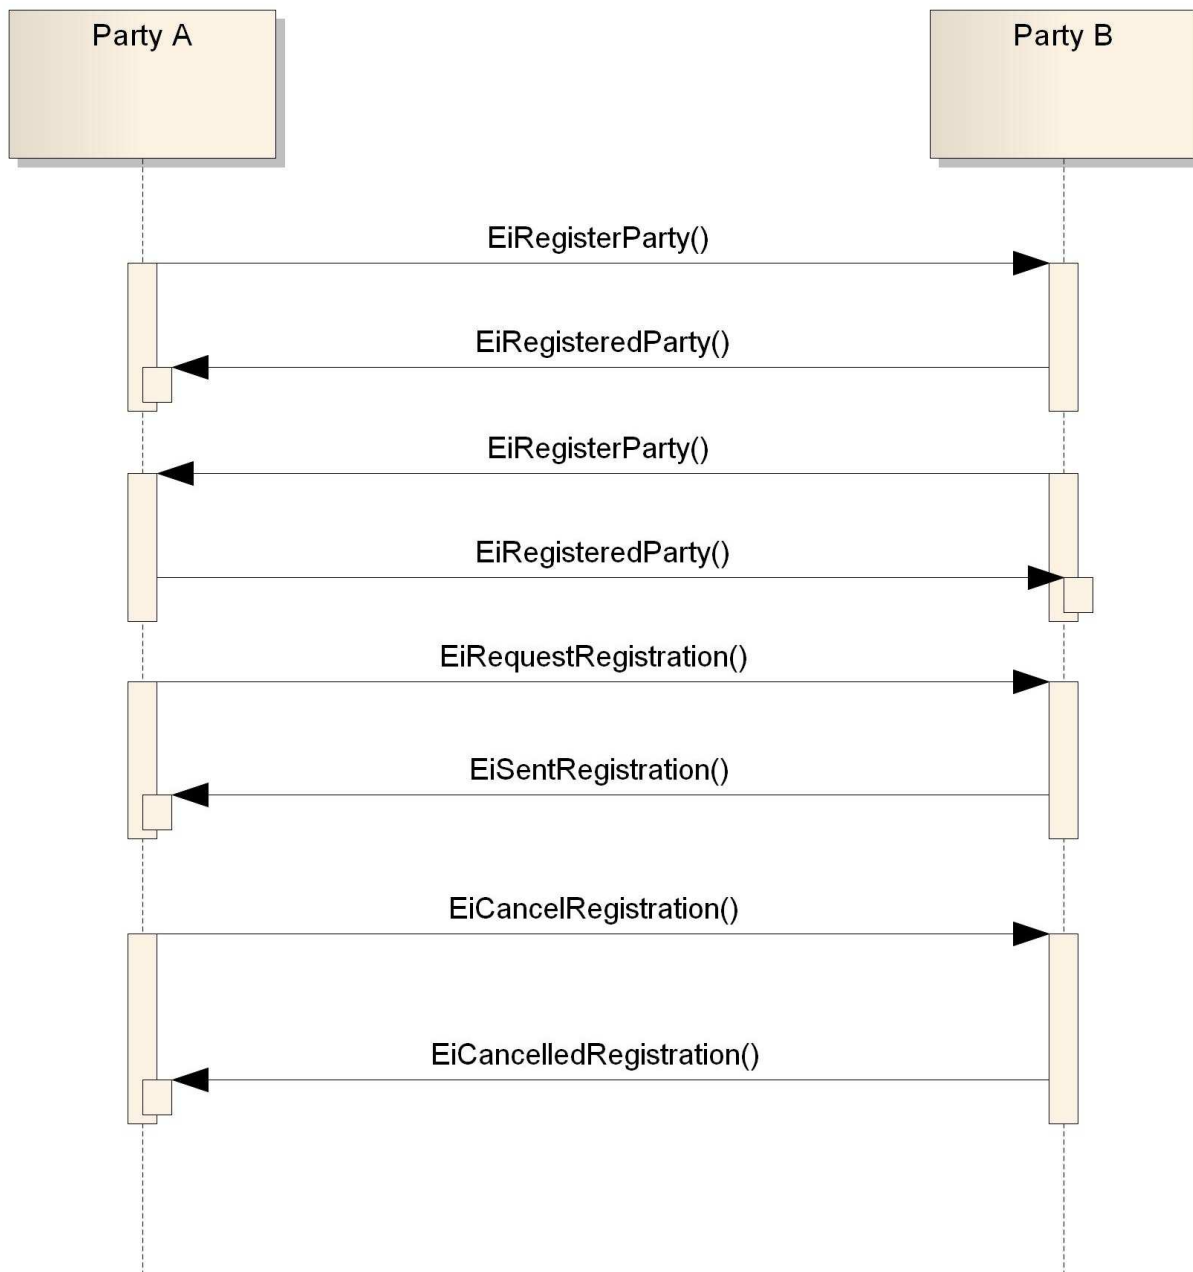 Party A
Party B
EiRegisterParty()
EiRegisteredParty()
EiRegisterParty()
EiRegisteredParty()
EiRequestRegistration()
EiSentRegistration()
EiCancelRegistration()
EiCancelledRegistration()